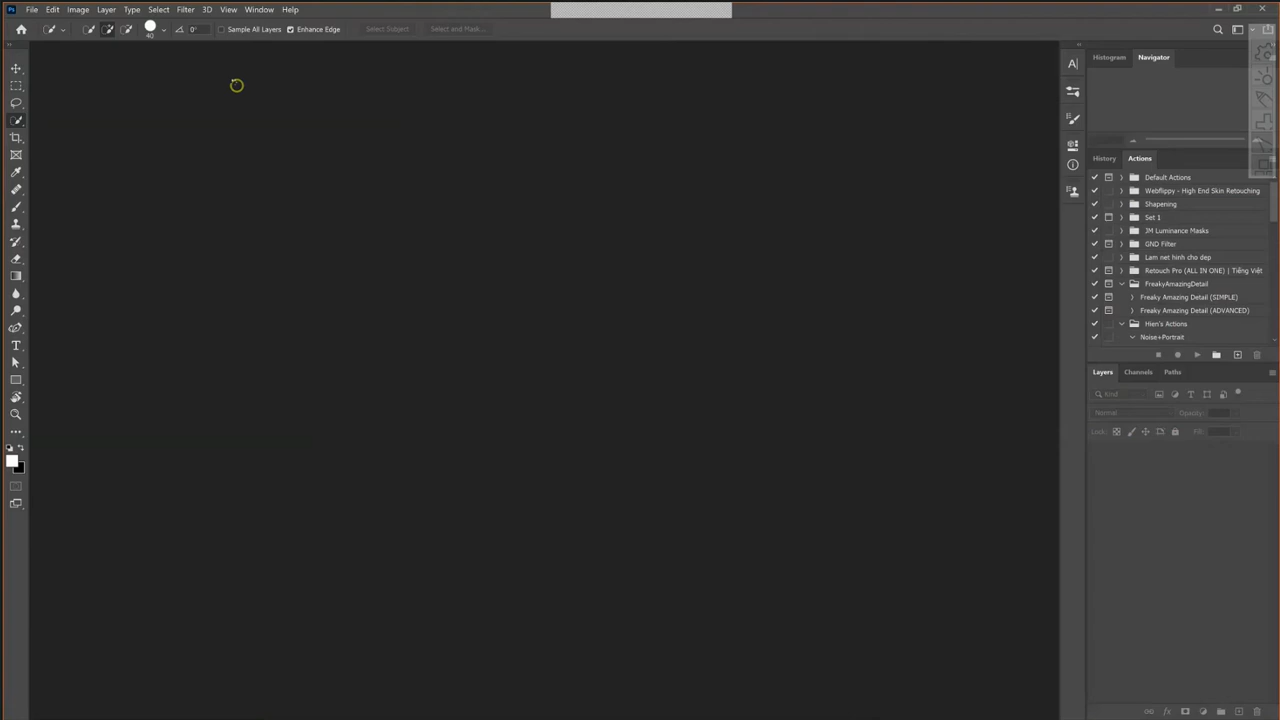 Ps File Edit Image Layer Type Select Filter 3D View Window Help
40 0° Sample All Layers Enhance Edge Select Subject Select and Mask...
Histogram Navigator
History Actions
Default Actions
Webflippy - High End Skin Retouching
Shapening
Set 1
JM Luminance Masks
GND Filter
Lam net hinh cho dep
Retouch Pro (ALL IN ONE) | Tiếng Việt
FreakyAmazingDetail
Freaky Amazing Detail (SIMPLE)
Freaky Amazing Detail (ADVANCED)
Hien's Actions
Noise+Portrait
Layers Channels Paths
Kind
Normal Opacity:
Lock: Fill: